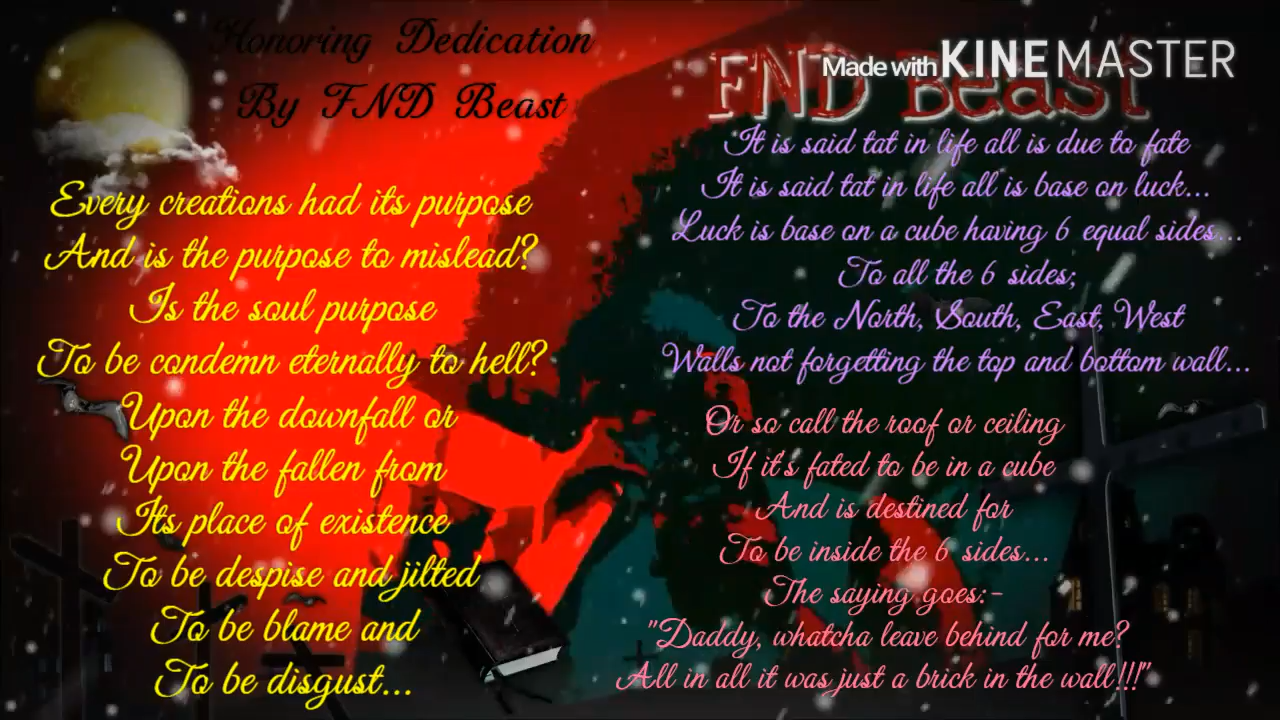 Honoring Dedication
By FND Beast
Every creations had its purpose
And is the purpose to mislead?
Is the soul purpose
To be condemn eternally to hell?
Upon the downfall or
Upon the fallen from
Its place of existence
To be despise and jilted
To be blame and
To be disgust...
Made with KINEMASTER
FND Beast
It is said tat in life all is due to fate
It is said tat in life all is base on luck...
Luck is base on a cube having 6 equal sides...
To all the 6 sides;
To the North, South, East, West
Walls not forgetting the top and bottom wall...
Or so call the roof or ceiling
If it's fated to be in a cube
And is destined for
To be inside the 6 sides...
The saying goes:-
"Daddy, whatcha leave behind for me?
All in all it was just a brick in the wall!!!"